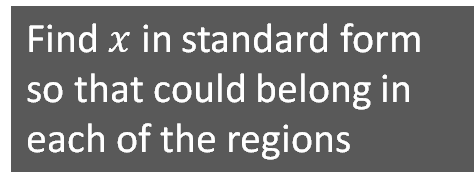 Find x in standard form
so that could belong in
each of the regions